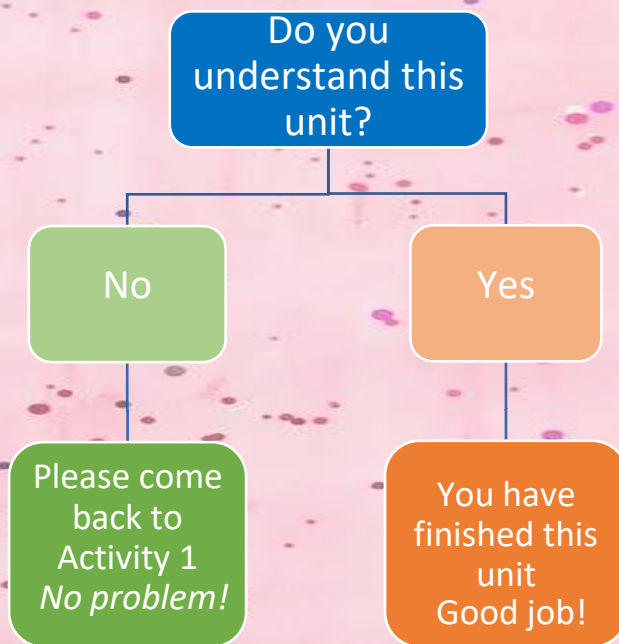 Do you
understand this
unit?
No
Yes
Please come
back to
Activity 1
No problem!
You have
finished this
unit
Good job!